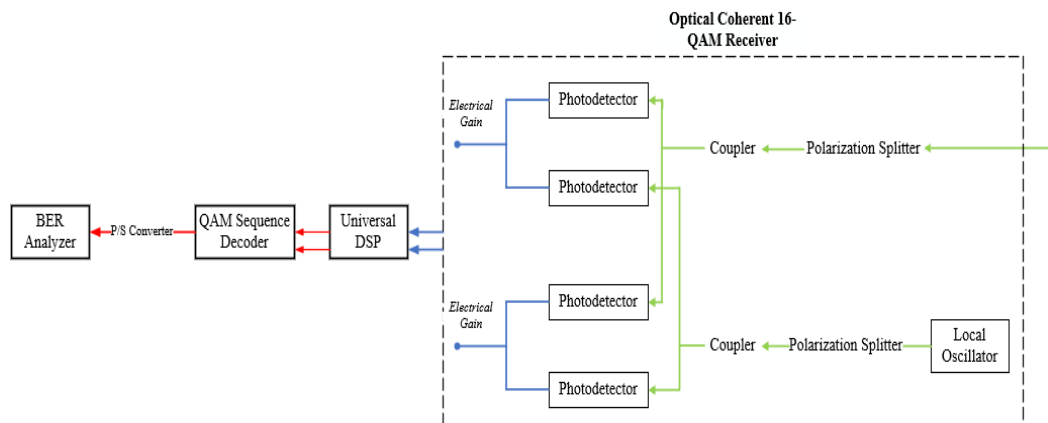 Optical Coherent 16-
QAM Receiver
Electrical
Gain
Photodetector
Coupler
Polarization Splitter
Photodetector
BER
Analyzer
P/S Converter
QAM Sequence
Decoder
Universal
DSP
Electrical
Gain
Photodetector
Coupler
Polarization Splitter
Local
Oscillator
Photodetector